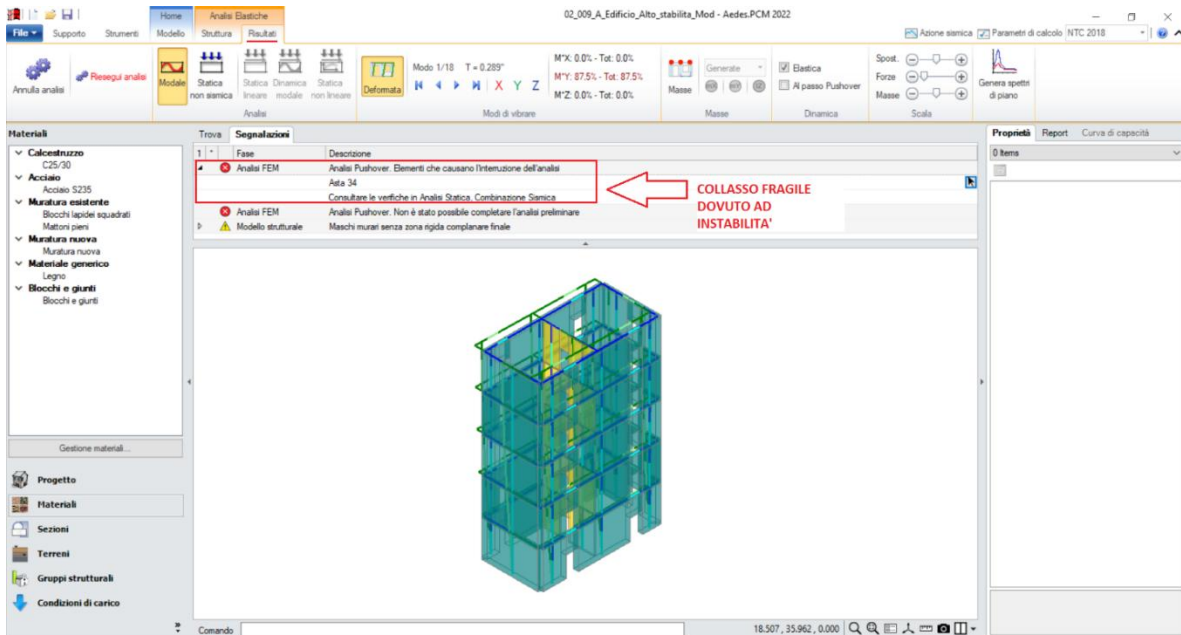 02_009_A_Edificio_Alto_stabilita_Mod - Aedes.PCM 2022
Home
Analisi Elastiche
File
Supporto
Strumenti
Modello
Struttura
Risultati
Azione sismica
Parametri di calcolo
NTC 2018
Annulla analisi
Riesegui analisi
Modale
Statica non sismica
Statica lineare
Dinamica modale
Statica non lineare
Analisi
Deformata
Modo 1/18 T = 0.289"
X Y Z
M*X: 0.0% - Tot: 0.0%
M*Y: 87.5% - Tot: 87.5%
M*Z: 0.0% - Tot: 0.0%
Modi di vibrare
Masse
Generate
Masse
Elastica
Al passo Pushover
Dinamica
Spost.
Forze
Masse
Scala
Genera spettri di piano
Materiali
Calcestruzzo
C25/30
Acciaio
Acciaio S235
Muratura esistente
Blocchi lapidei squadrati
Mattoni pieni
Muratura nuova
Muratura nuova
Materiale generico
Legno
Blocchi e giunti
Blocchi e giunti
Gestione materiali...
Progetto
Materiali
Sezioni
Terreni
Gruppi strutturali
Condizioni di carico
Trova
Segnalazioni
1 * Fase Descrizione
Analisi FEM Analisi Pushover. Elementi che causano l'interruzione dell'analisi
Asta 34
Consultare le verifiche in Analisi Statica, Combinazione Sismica
Analisi FEM Analisi Pushover. Non è stato possibile completare l'analisi preliminare
Modello strutturale Maschi murari senza zona rigida complanare finale
COLLASSO FRAGILE
DOVUTO AD
INSTABILITA'
Proprietà
Report
Curva di capacità
0 Items
Comando
18.507 , 35.962 , 0.000